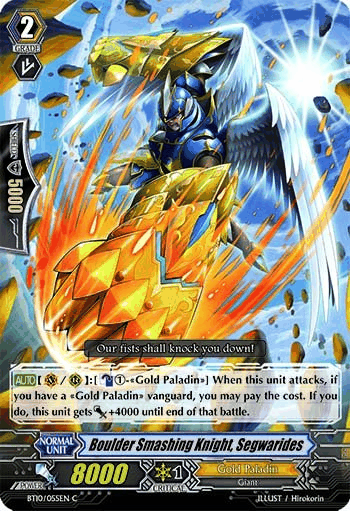 2
GRADE
SHIELD
5000
Our fists shall knock you down!
AUTO [ / ]:[ ①-«Gold Paladin»] When this unit attacks, if
you have a «Gold Paladin» vanguard, you may pay the cost. If you
do, this unit gets +4000 until end of that battle.
NORMAL
UNIT
Boulder Smashing Knight, Segwarides
POWER
8000
1
CRITICAL
Gold Paladin
Giant
BT10/055EN C
ILLUST / Hirokorin